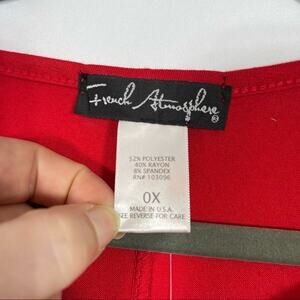 French Atmosphere®
52% POLYESTER
40% RAYON
8% SPANDEX
RN# 103096
0X
MADE IN U.S.A.
SEE REVERSE FOR CARE